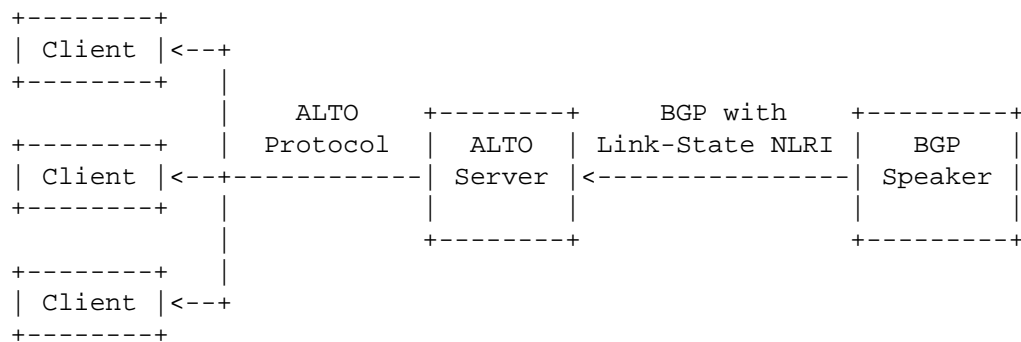 Client
ALTO BGP with
Protocol ALTO Link-State NLRI BGP
Client Server Speaker
Client